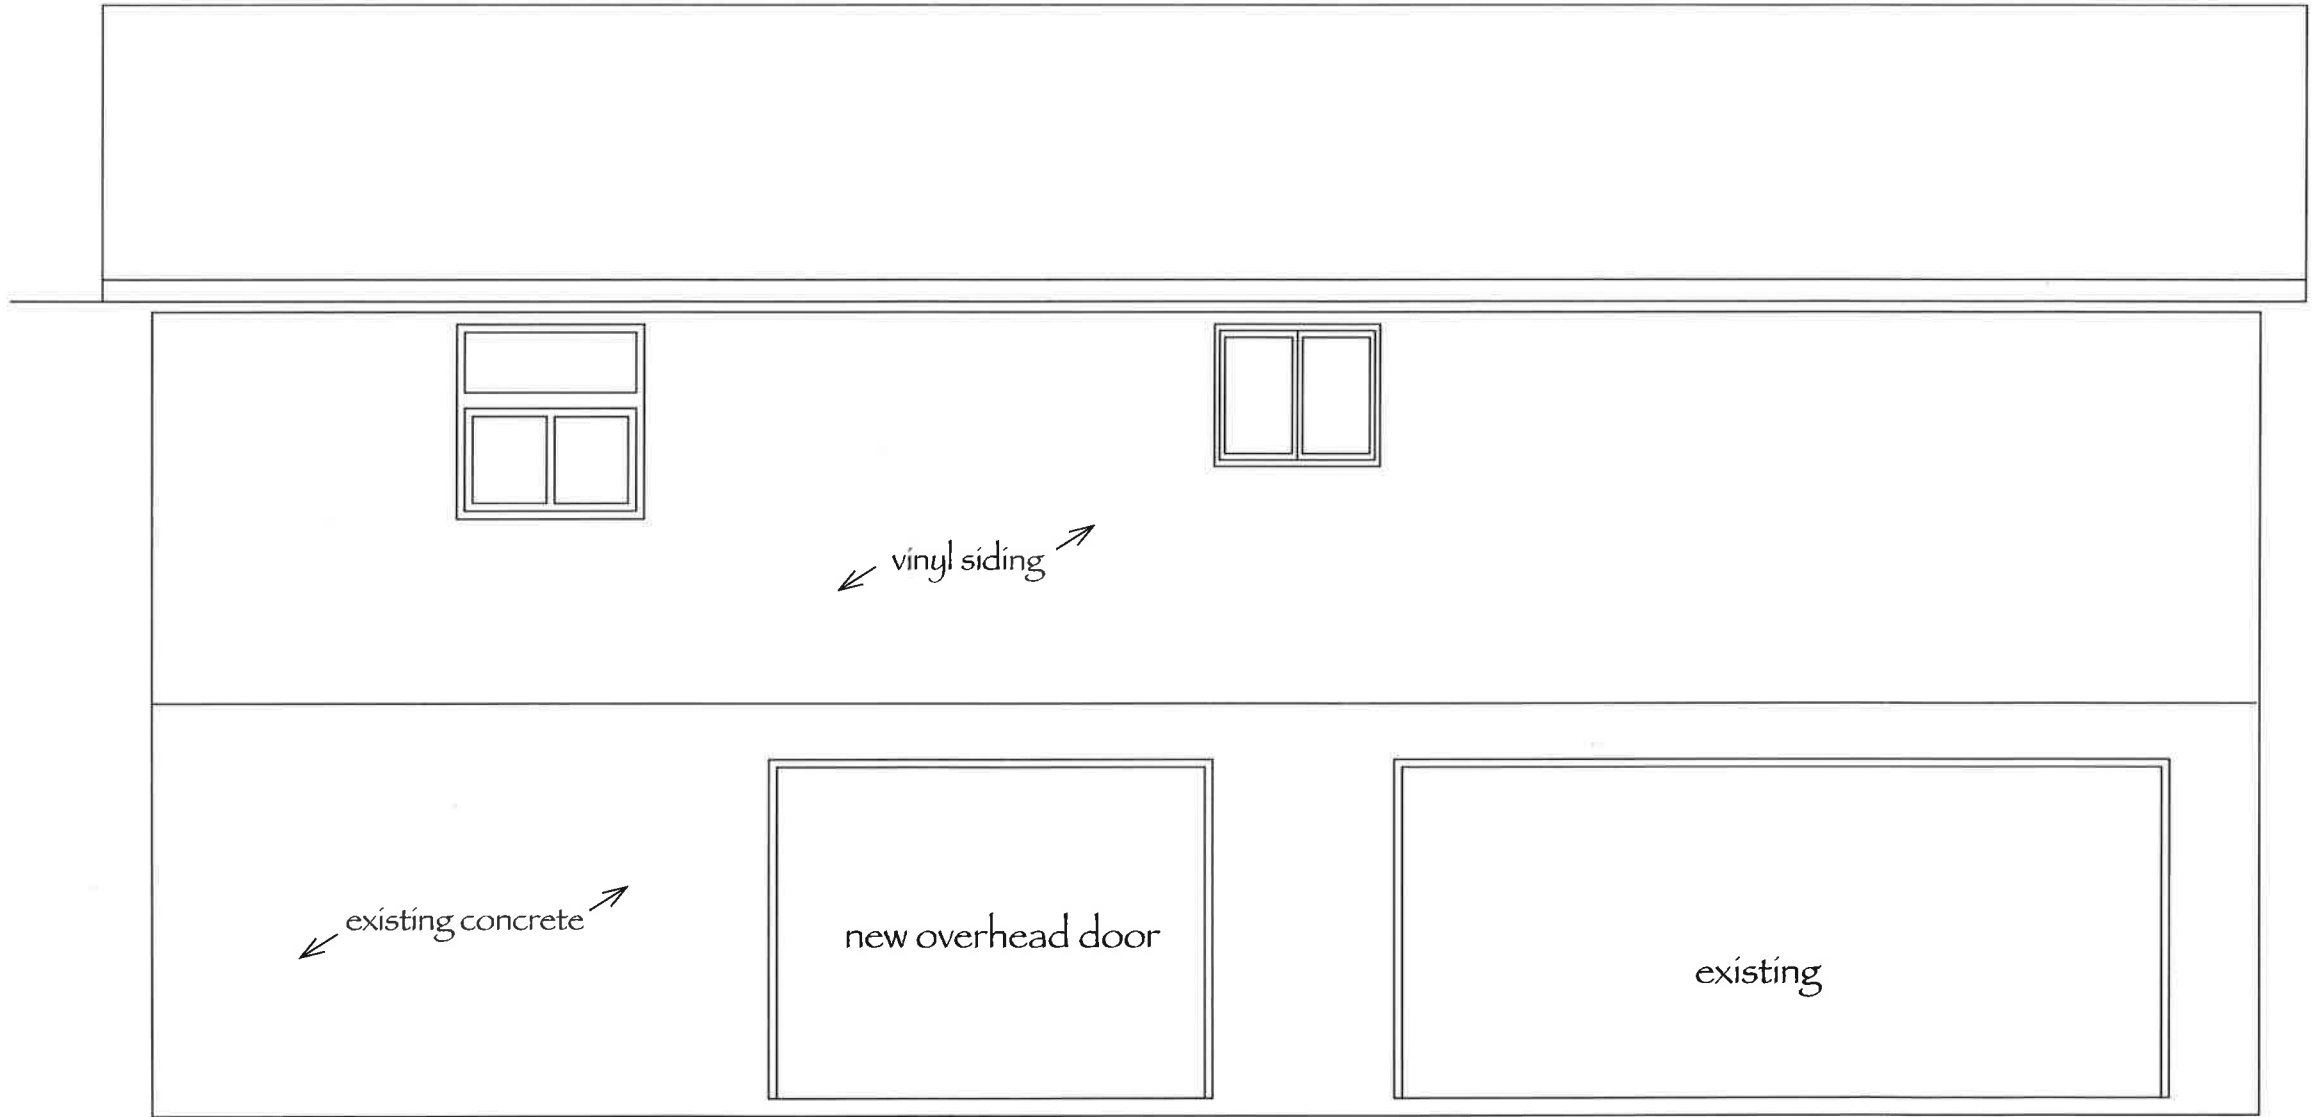 vinyl siding
existing concrete
new overhead door
existing